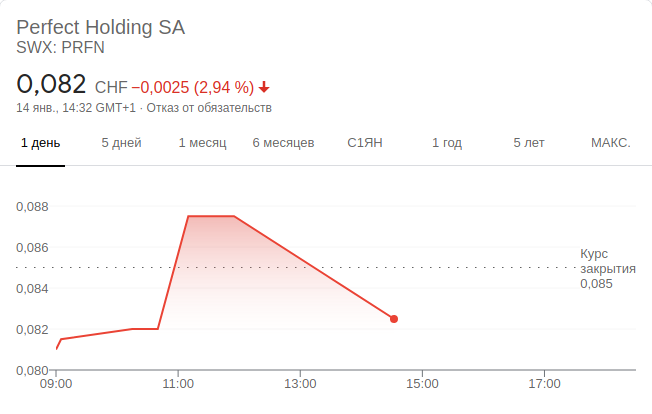 Perfect Holding SA
SWX: PRFN
0,082 CHF −0,0025 (2,94 %)
14 янв., 14:32 GMT+1 · Отказ от обязательств
1 день 5 дней 1 месяц 6 месяцев С1ЯН 1 год 5 лет МАКС.
0,088
0,086
0,084
0,082
0,080
Курс
закрытия
0,085
09:00 11:00 13:00 15:00 17:00